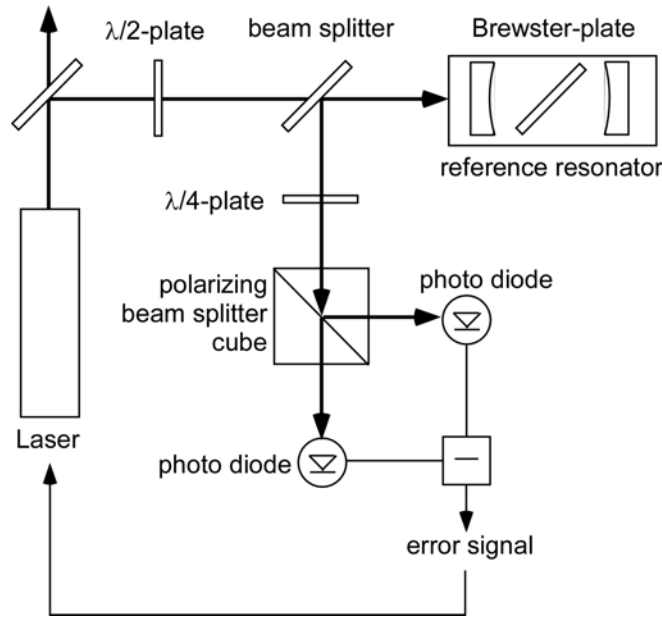 λ/2-plate
beam splitter
Brewster-plate
reference resonator
λ/4-plate
polarizing
beam splitter
cube
photo diode
Laser
photo diode
error signal